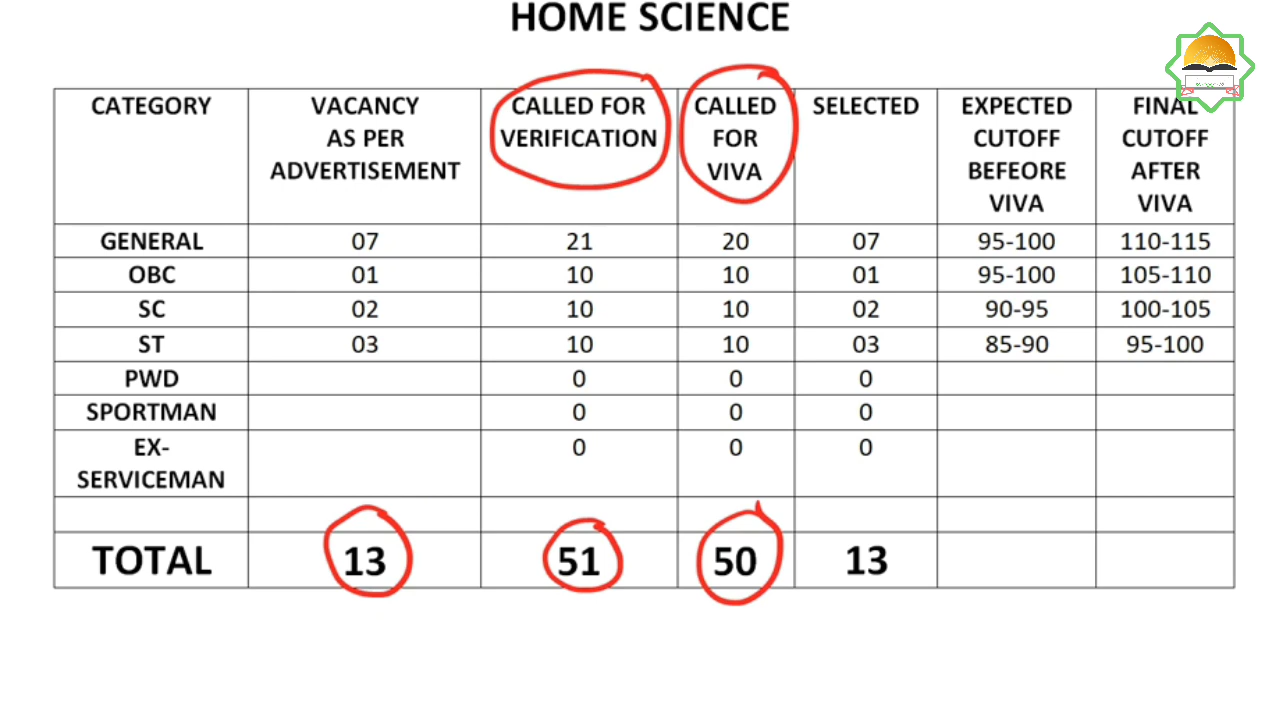 HOME SCIENCE
CATEGORY VACANCY AS PER ADVERTISEMENT CALLED FOR VERIFICATION CALLED FOR VIVA SELECTED EXPECTED CUTOFF BEFEORE VIVA FINAL CUTOFF AFTER VIVA
GENERAL 07 21 20 07 95-100 110-115
OBC 01 10 10 01 95-100 105-110
SC 02 10 10 02 90-95 100-105
ST 03 10 10 03 85-90 95-100
PWD 0 0 0
SPORTMAN 0 0 0
EX-SERVICEMAN 0 0 0
TOTAL 13 51 50 13